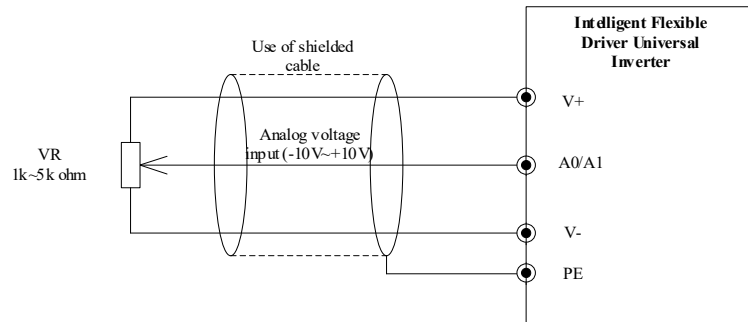 Intelligent Flexible
Driver Universal
Inverter
Use of shielded
cable
V+
Analog voltage
input (-10V~+10V)
A0/A1
VR
1k~5k ohm
V-
PE